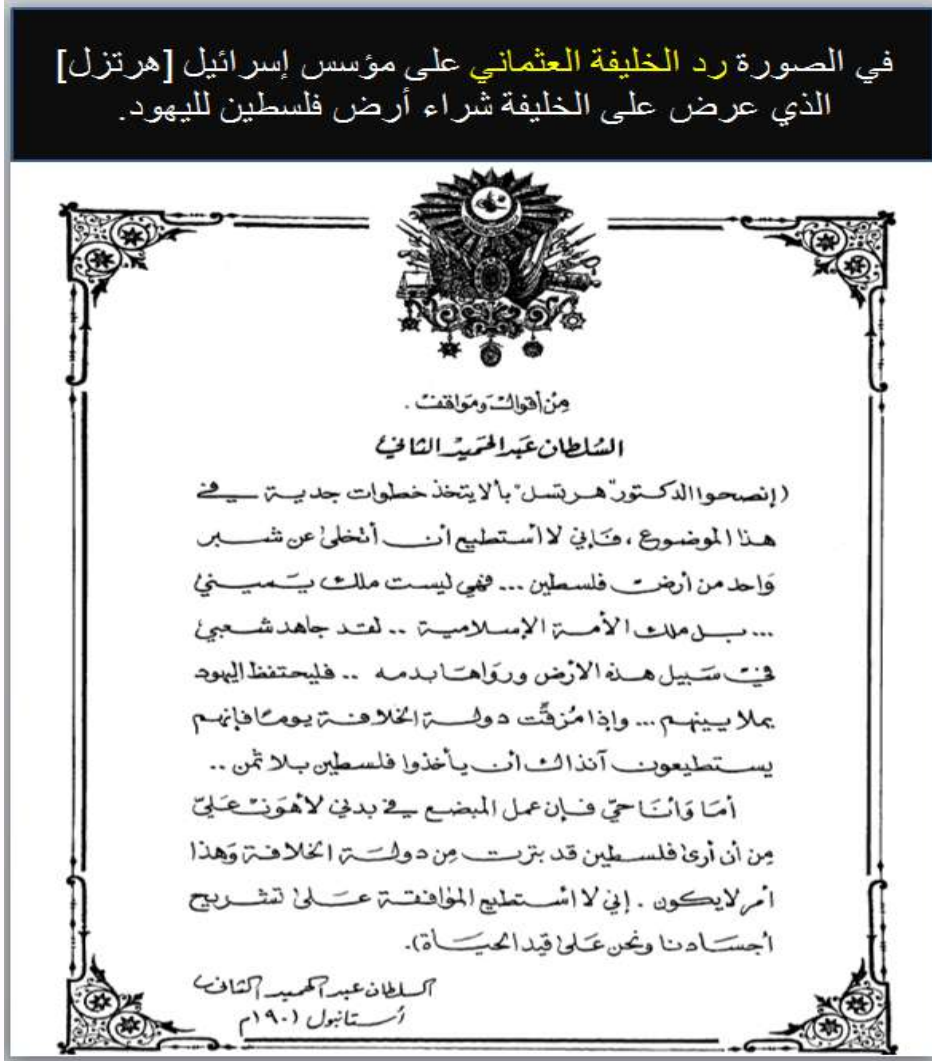 في الصورة رد الخليفة العثماني على مؤسس إسرائيل [هرتزل]
الذي عرض على الخليفة شراء أرض فلسطين لليهود.
من أقوال ومواقف .
السلطان عبد الحميد الثاني
(إنصحوا الدكتور "هرتسل" بألا يتخذ خطوات جدية في
هذا الموضوع ، فإني لا أستطيع أن أتخلى عن شبر
واحد من أرض فلسطين ... فهي ليست ملك يميني
... بل ملك الأمة الإسلامية .. لقد جاهد شعبي
في سبيل هذه الأرض ورواها بدمه .. فليحتفظ اليهود
بملايينهم ... وإذا مُزقت دولة الخلافة يومًا فإنهم
يستطيعون آنذاك أن يأخذوا فلسطين بلا ثمن ..
أما وأنا حيّ فإن عمل المبضع في بدني لأهون عليّ
من أن أرى فلسطين قد بترت من دولة الخلافة وهذا
أمر لا يكون . إني لا أستطيع الموافقة على تشريح
أجسادنا ونحن على قيد الحياة).
السلطان عبد الحميد الثاني
أستانبول ١٩٠١م